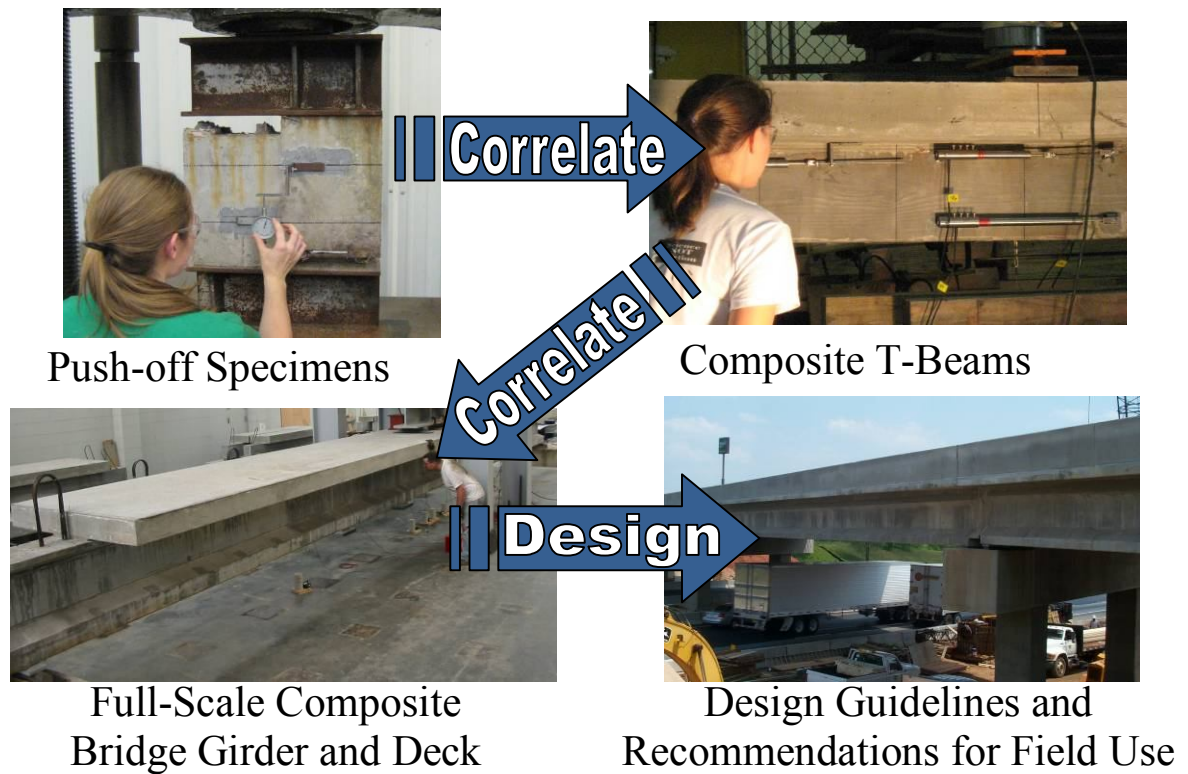 Correlate
Push-off Specimens
Composite T-Beams
Correlate
Full-Scale Composite
Bridge Girder and Deck
Design
Design Guidelines and
Recommendations for Field Use